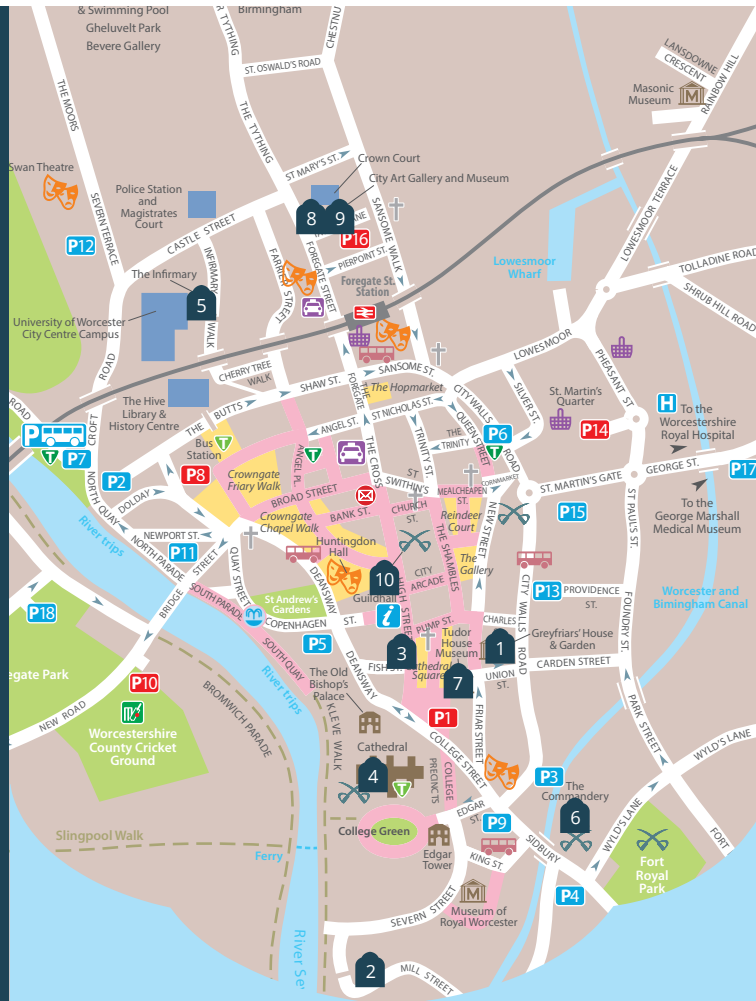 & Swimming Pool
Gheluvelt Park
Bevere Gallery
Birmingham
R TYTHING
CHESTNU
LANSDOWNE
CRESCENT
RAINBOW HILL
Masonic
Museum
M
ST. OSWALD'S ROAD
THE MOORS
THE TYTHING
ST MARY'S ST.
Crown Court
City Art Gallery and Museum
Swan Theatre
Police Station
and
Magistrates
Court
SEVERN TERRACE
P12
CASTLE STREET
8
9
LANE
P16
PIERPOINT ST.
SANSOME WALK
LOWESMOOR TERRACE
TOLLADINE ROAD
SHRUB HILL ROAD
Lowesmoor
Wharf
The Infirmary
INFIRMARY
WALK
5
FARRIER STREET
FOREGATE STREET
Foregate St.
Station
University of Worcester
City Centre Campus
ROAD
LOWESMOOR
PHEASANT ST
CHERRY TREE
WALK
SHAW ST.
SANSOME ST.
THE
FOREGATE
The Hopmarket
The Hive
Library &
History Centre
THE BUTTS
ANGEL ST.
ST NICHOLAS ST.
CITY WALLS
ROAD
SILVER ST.
St. Martin's
Quarter
H
To the
Worcestershire
Royal Hospital
ROAD
CROFT
P
P7
T
Bus
Station
T
ANGEL PL.
T
THE CROSS
TRINITY ST.
THE
TRINITY
QUEEN STREET
P6
T
P14
GEORGE ST.
P17
P2
P8
DOLDAY
Crowngate
Friary Walk
BROAD STREET
ST
SWITHIN'S
ST.
MEALCHEAPEN
ST.
CORNMARKET
ST. MARTIN'S GATE
To the
George Marshall
Medical Museum
NORTH QUAY
River trips
Crowngate
Chapel Walk
BANK ST.
CHURCH
ST.
Reindeer
Court
NEW STREET
P15
ST PAUL'S ST.
NEWPORT ST.
NORTH PARADE
P11
BRIDGE STREET
QUAY STREET
Huntingdon
Hall
10
Guildhall
HIGH STREET
CITY
ARCADE
THE SHAMBLES
The
Gallery
CITY WALLS ROAD
P13
PROVIDENCE
ST.
Worcester and
Bimingham Canal
P18
SOUTH PARADE
St Andrew's
Gardens
COPENHAGEN ST.
DEANSWAY
i
PUMP ST.
CHARLES
Greyfriars' House
& Garden
FOUNDRY ST.
P5
3
FISH ST.
Cathedral
Square
Tudor
House
Museum
1
7
UNION
ST.
CARDEN STREET
egate Park
P10
SOUTH QUAY
River trips
The Old
Bishop's
Palace
DEANSWAY
FRIAR STREET
PARK STREET
NEW ROAD
BROMWICH PARADE
KLEVE WALK
P1
COLLEGE STREET
Worcestershire
County Cricket
Ground
Cathedral
4
T
COLLEGE
PRECINCTS
P3
The
Commandery
6
WYLD'S LANE
WYLD'S LANE
EDGAR
ST.
P9
SIDBURY
FORT
Slingpool Walk
College Green
Edgar
Tower
KING ST.
Fort
Royal
Park
Ferry
M
Museum of
Royal Worcester
P4
SEVERN STREET
River Se
2
MILL STREET